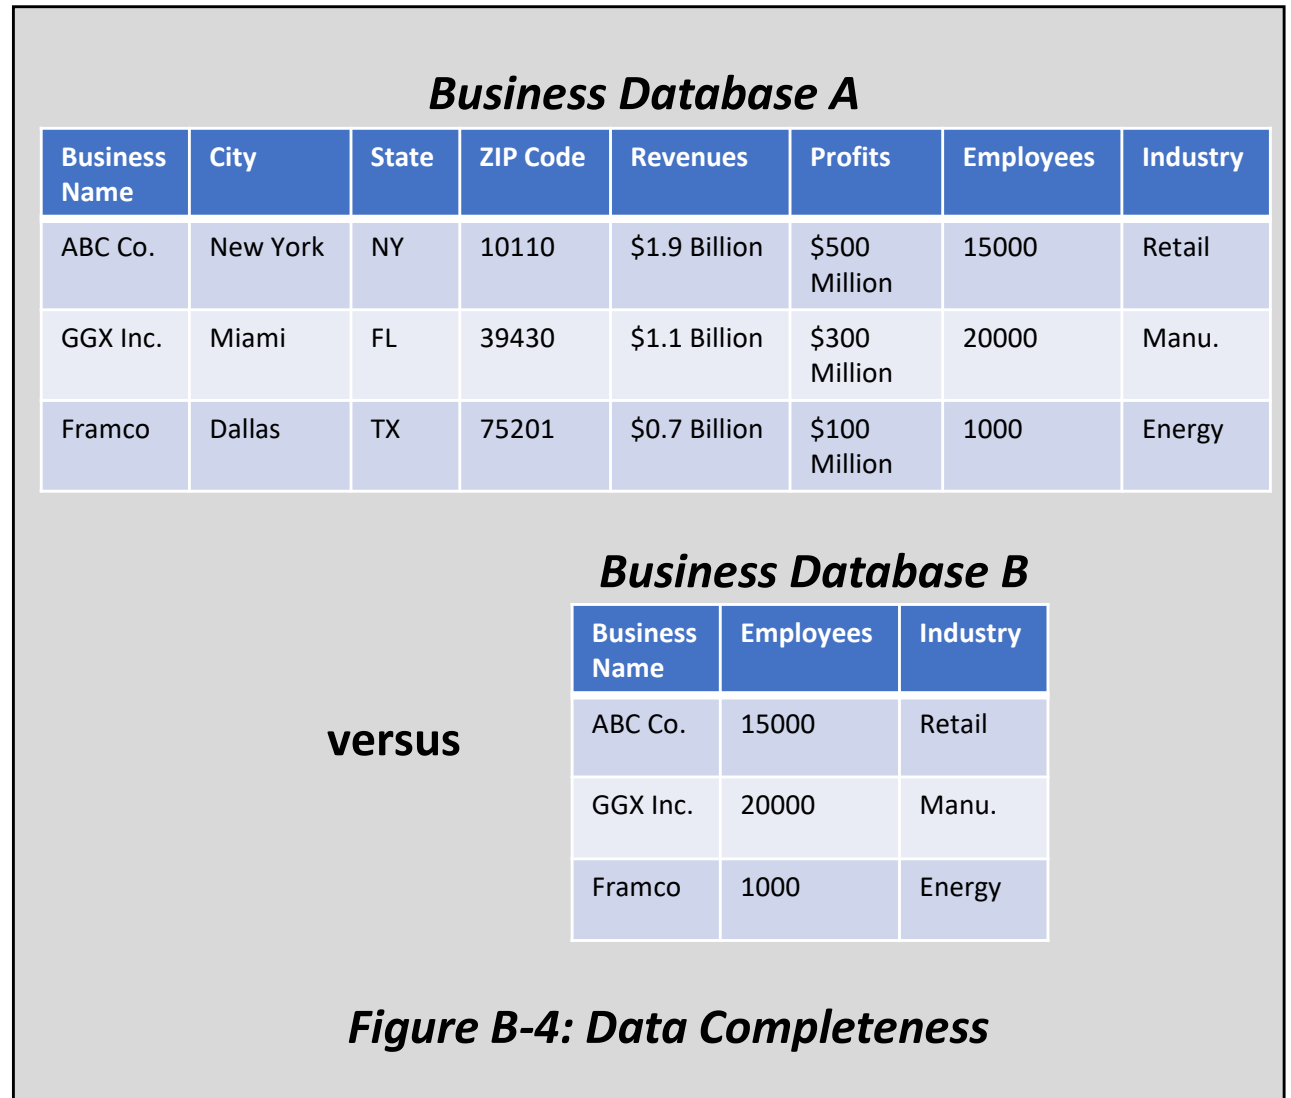 Business Database A
Business City State ZIP Code Revenues Profits Employees Industry
Name
ABC Co. New York NY 10110 $1.9 Billion $500 15000 Retail
Million
GGX Inc. Miami FL 39430 $1.1 Billion $300 20000 Manu.
Million
Framco Dallas TX 75201 $0.7 Billion $100 1000 Energy
Million
Business Database B
Business Employees Industry
Name
versus
ABC Co. 15000 Retail
GGX Inc. 20000 Manu.
Framco 1000 Energy
Figure B-4: Data Completeness